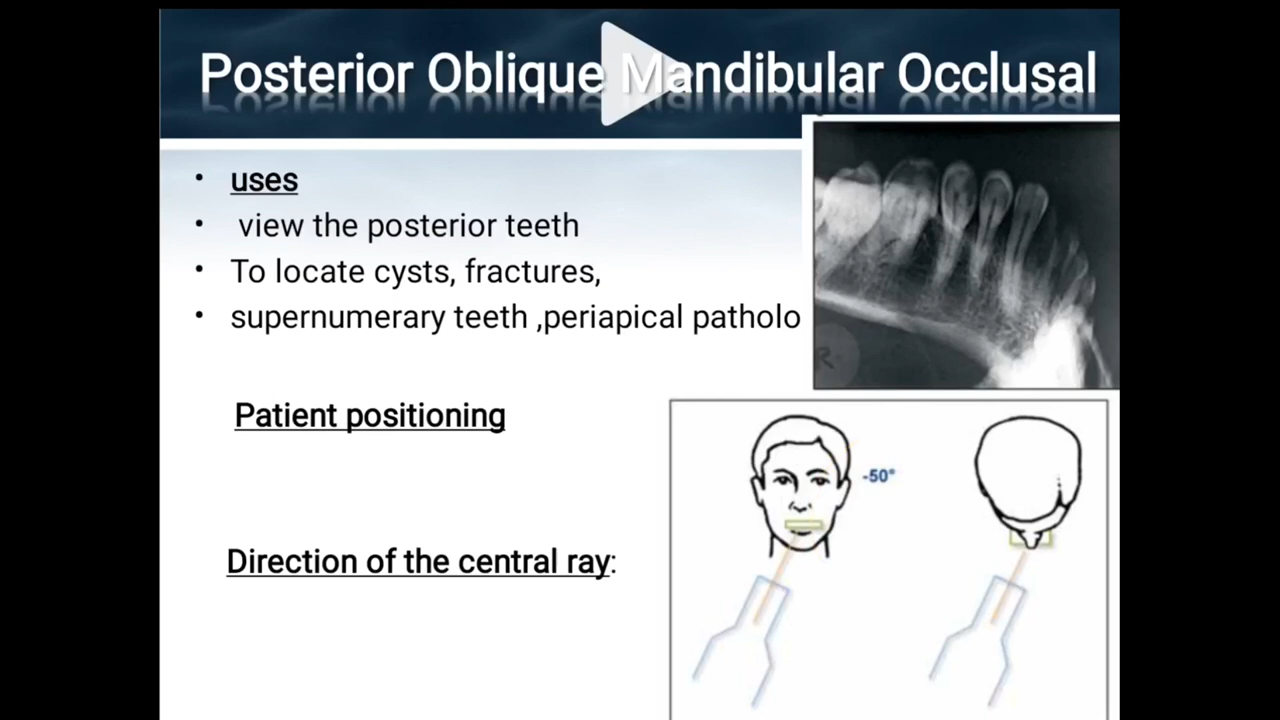 Posterior Oblique Mandibular Occlusal
• uses
• view the posterior teeth
• To locate cysts, fractures,
• supernumerary teeth ,periapical patholo
Patient positioning
Direction of the central ray:
-50°
R